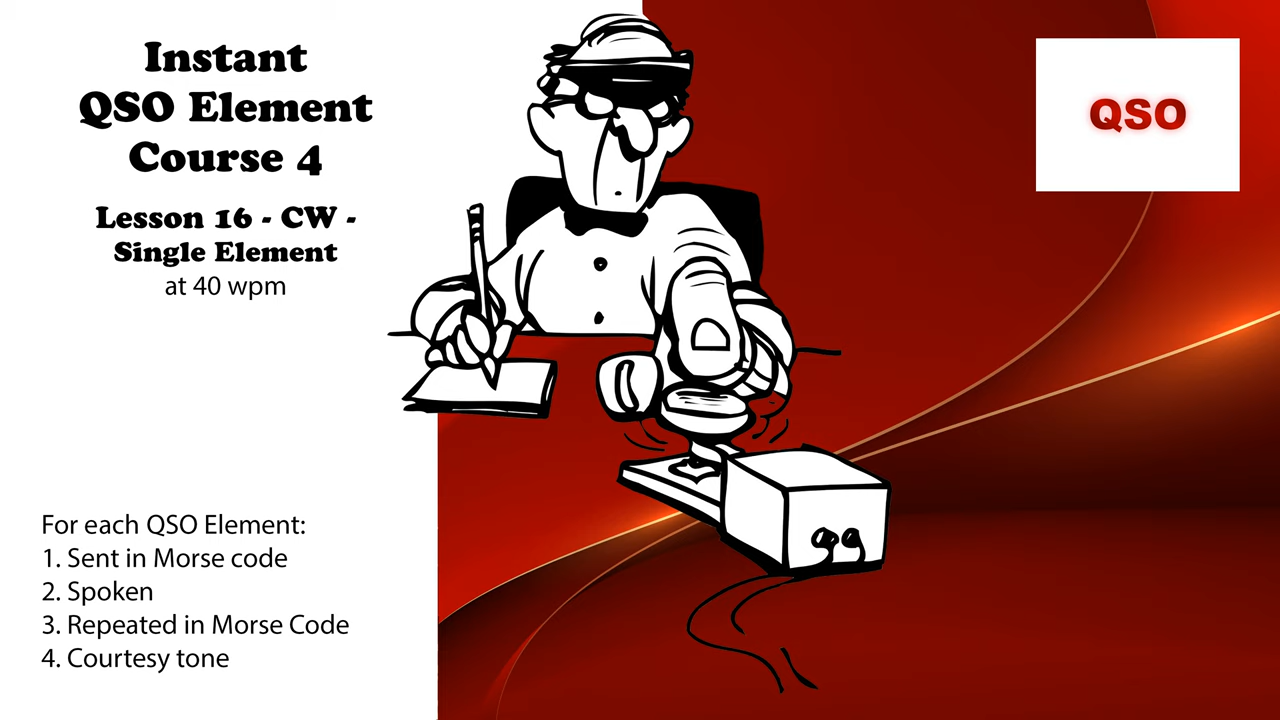 Instant
QSO Element
Course 4
Lesson 16 - CW -
Single Element
at 40 wpm
QSO
For each QSO Element:
1. Sent in Morse code
2. Spoken
3. Repeated in Morse Code
4. Courtesy tone